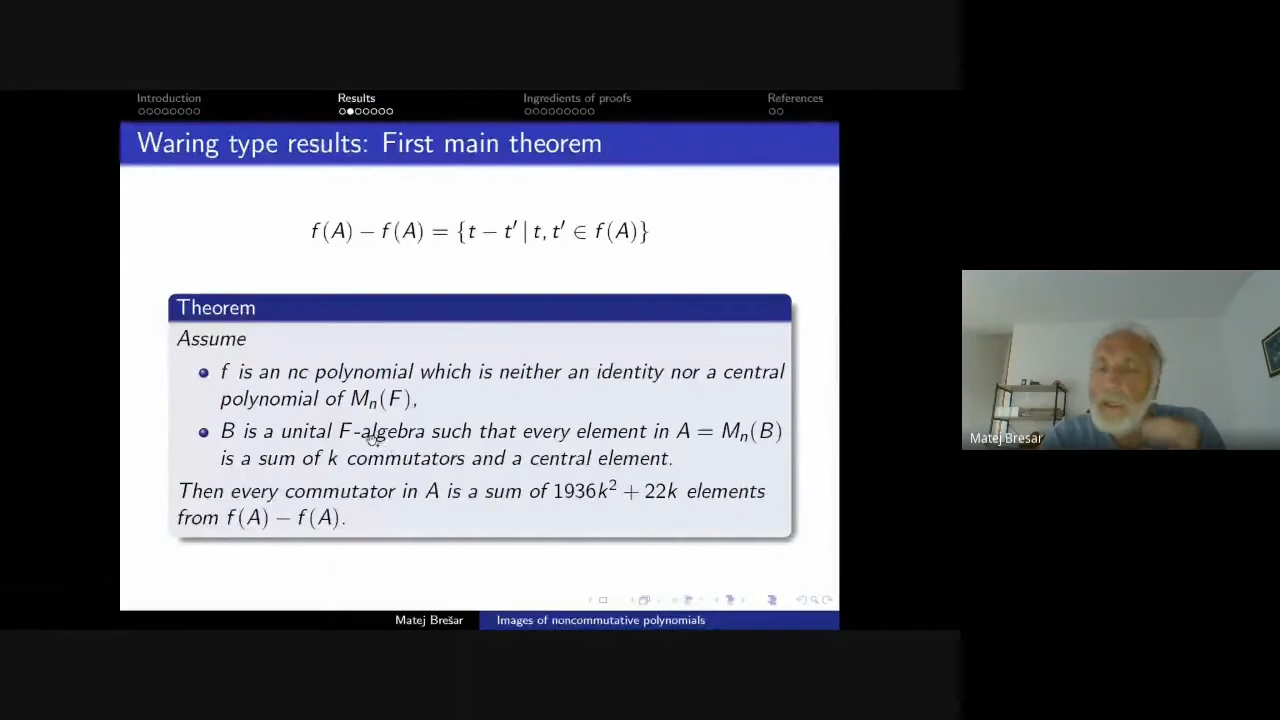 Introduction Results Ingredients of proofs References
Waring type results: First main theorem
f(A) − f(A) = {t − t′ | t, t′ ∈ f(A)}
Theorem
Assume
f is an nc polynomial which is neither an identity nor a central
polynomial of Mₙ(F),
B is a unital F-algebra such that every element in A = Mₙ(B)
is a sum of k commutators and a central element.
Then every commutator in A is a sum of 1936k² + 22k elements
from f(A) − f(A).
Matej Bresar
Matej Brešar Images of noncommutative polynomials